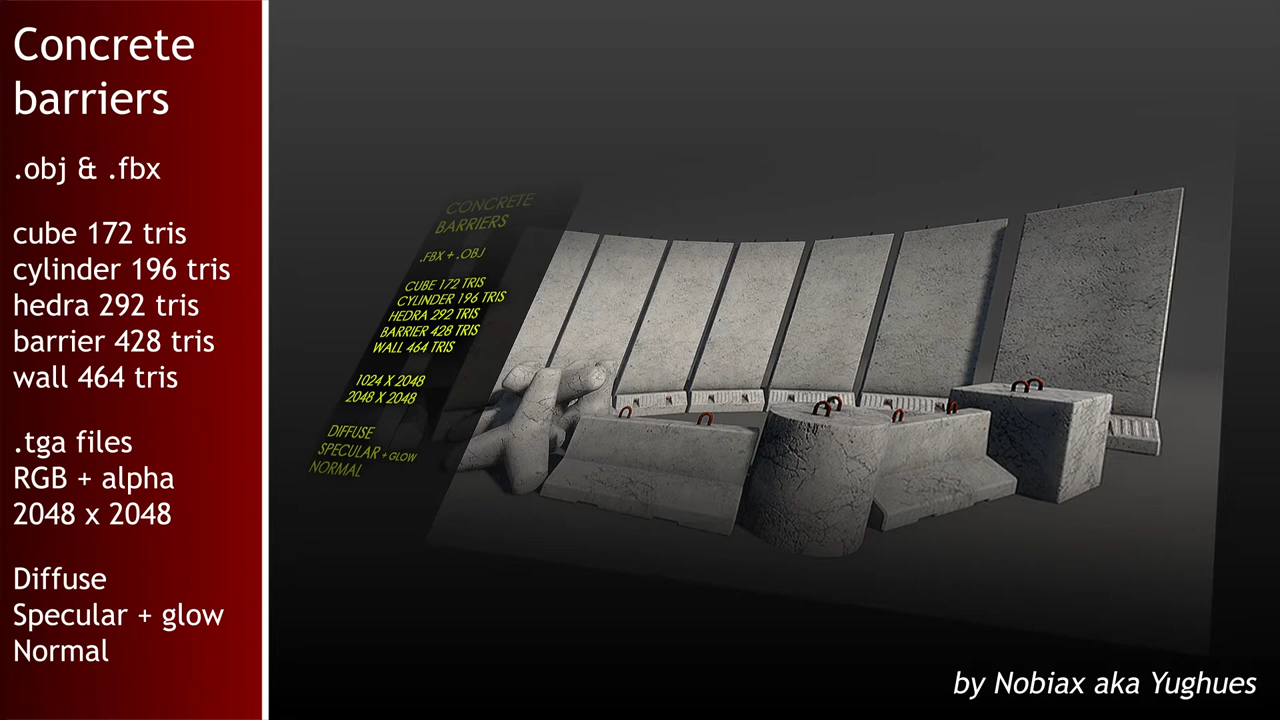 Concrete
barriers
.obj & .fbx
cube 172 tris
cylinder 196 tris
hedra 292 tris
barrier 428 tris
wall 464 tris
.tga files
RGB + alpha
2048 x 2048
Diffuse
Specular + glow
Normal
CONCRETE
BARRIERS
.FBX + .OBJ
CUBE 172 TRIS
CYLINDER 196 TRIS
HEDRA 292 TRIS
BARRIER 428 TRIS
WALL 464 TRIS
1024 X 2048
2048 X 2048
DIFFUSE
SPECULAR + GLOW
NORMAL
by Nobiax aka Yughues